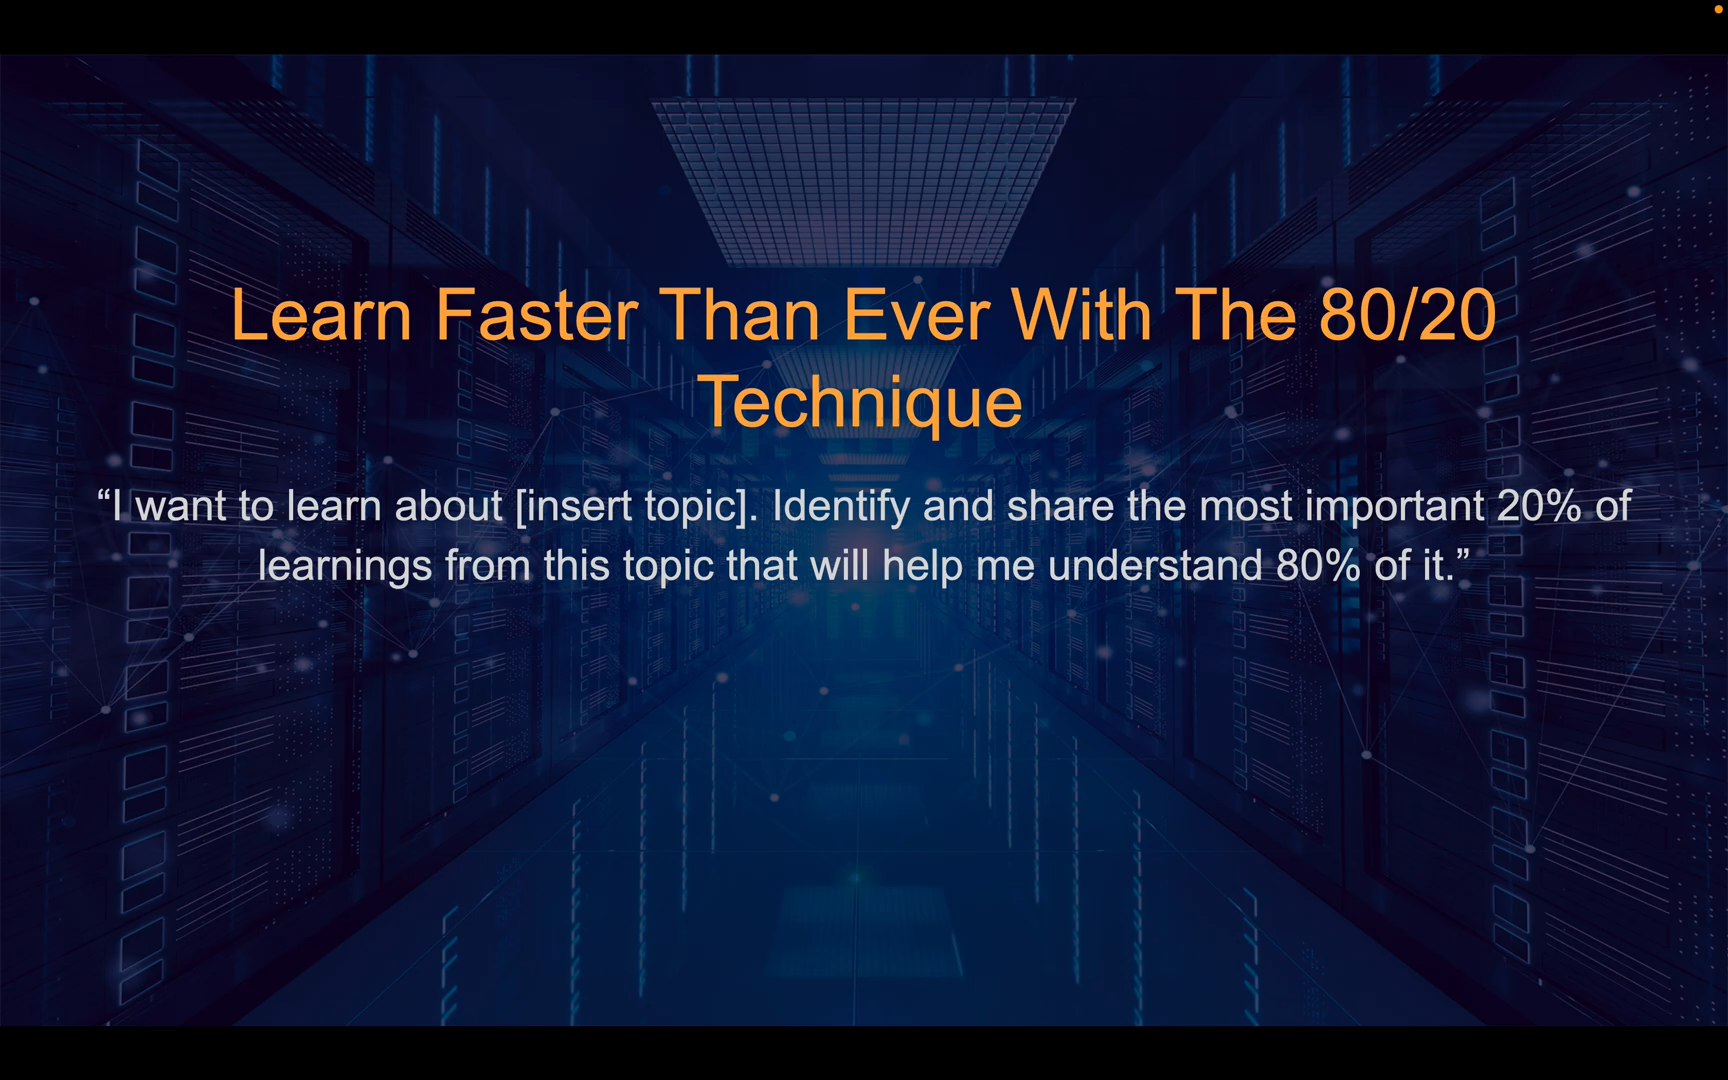 Learn Faster Than Ever With The 80/20
Technique
“I want to learn about [insert topic]. Identify and share the most important 20% of
learnings from this topic that will help me understand 80% of it.”